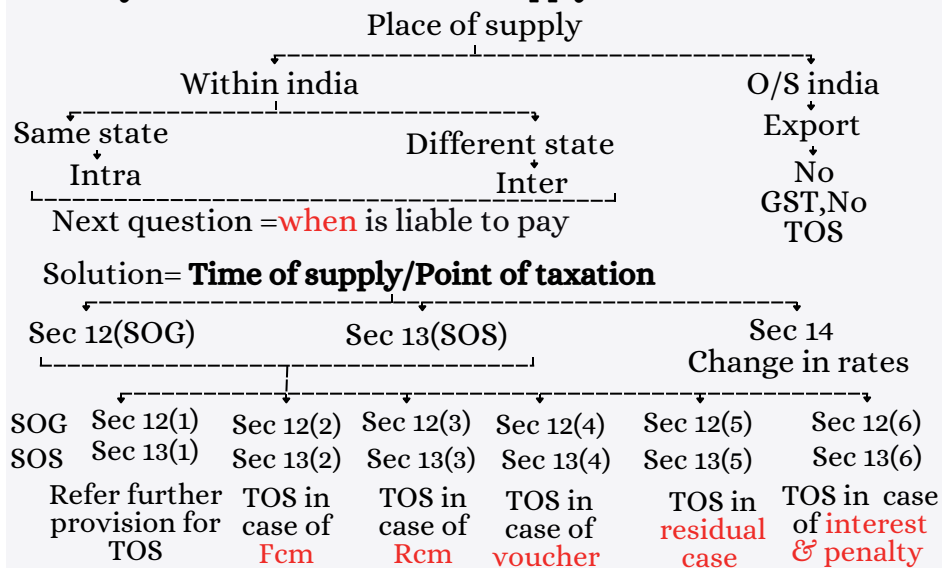 Place of supply
Within india
O/S india
Same state
Different state
Export
Intra
Inter
No
GST,No
TOS
Next question =when is liable to pay
Solution= Time of supply/Point of taxation
Sec 12(SOG)
Sec 13(SOS)
Sec 14
Change in rates
SOG Sec 12(1) Sec 12(2) Sec 12(3) Sec 12(4) Sec 12(5) Sec 12(6)
SOS Sec 13(1) Sec 13(2) Sec 13(3) Sec 13(4) Sec 13(5) Sec 13(6)
Refer further
provision for
TOS
TOS in
case of
Fcm
TOS in
case of
Rcm
TOS in
case of
voucher
TOS in
residual
case
TOS in case
of interest
& penalty